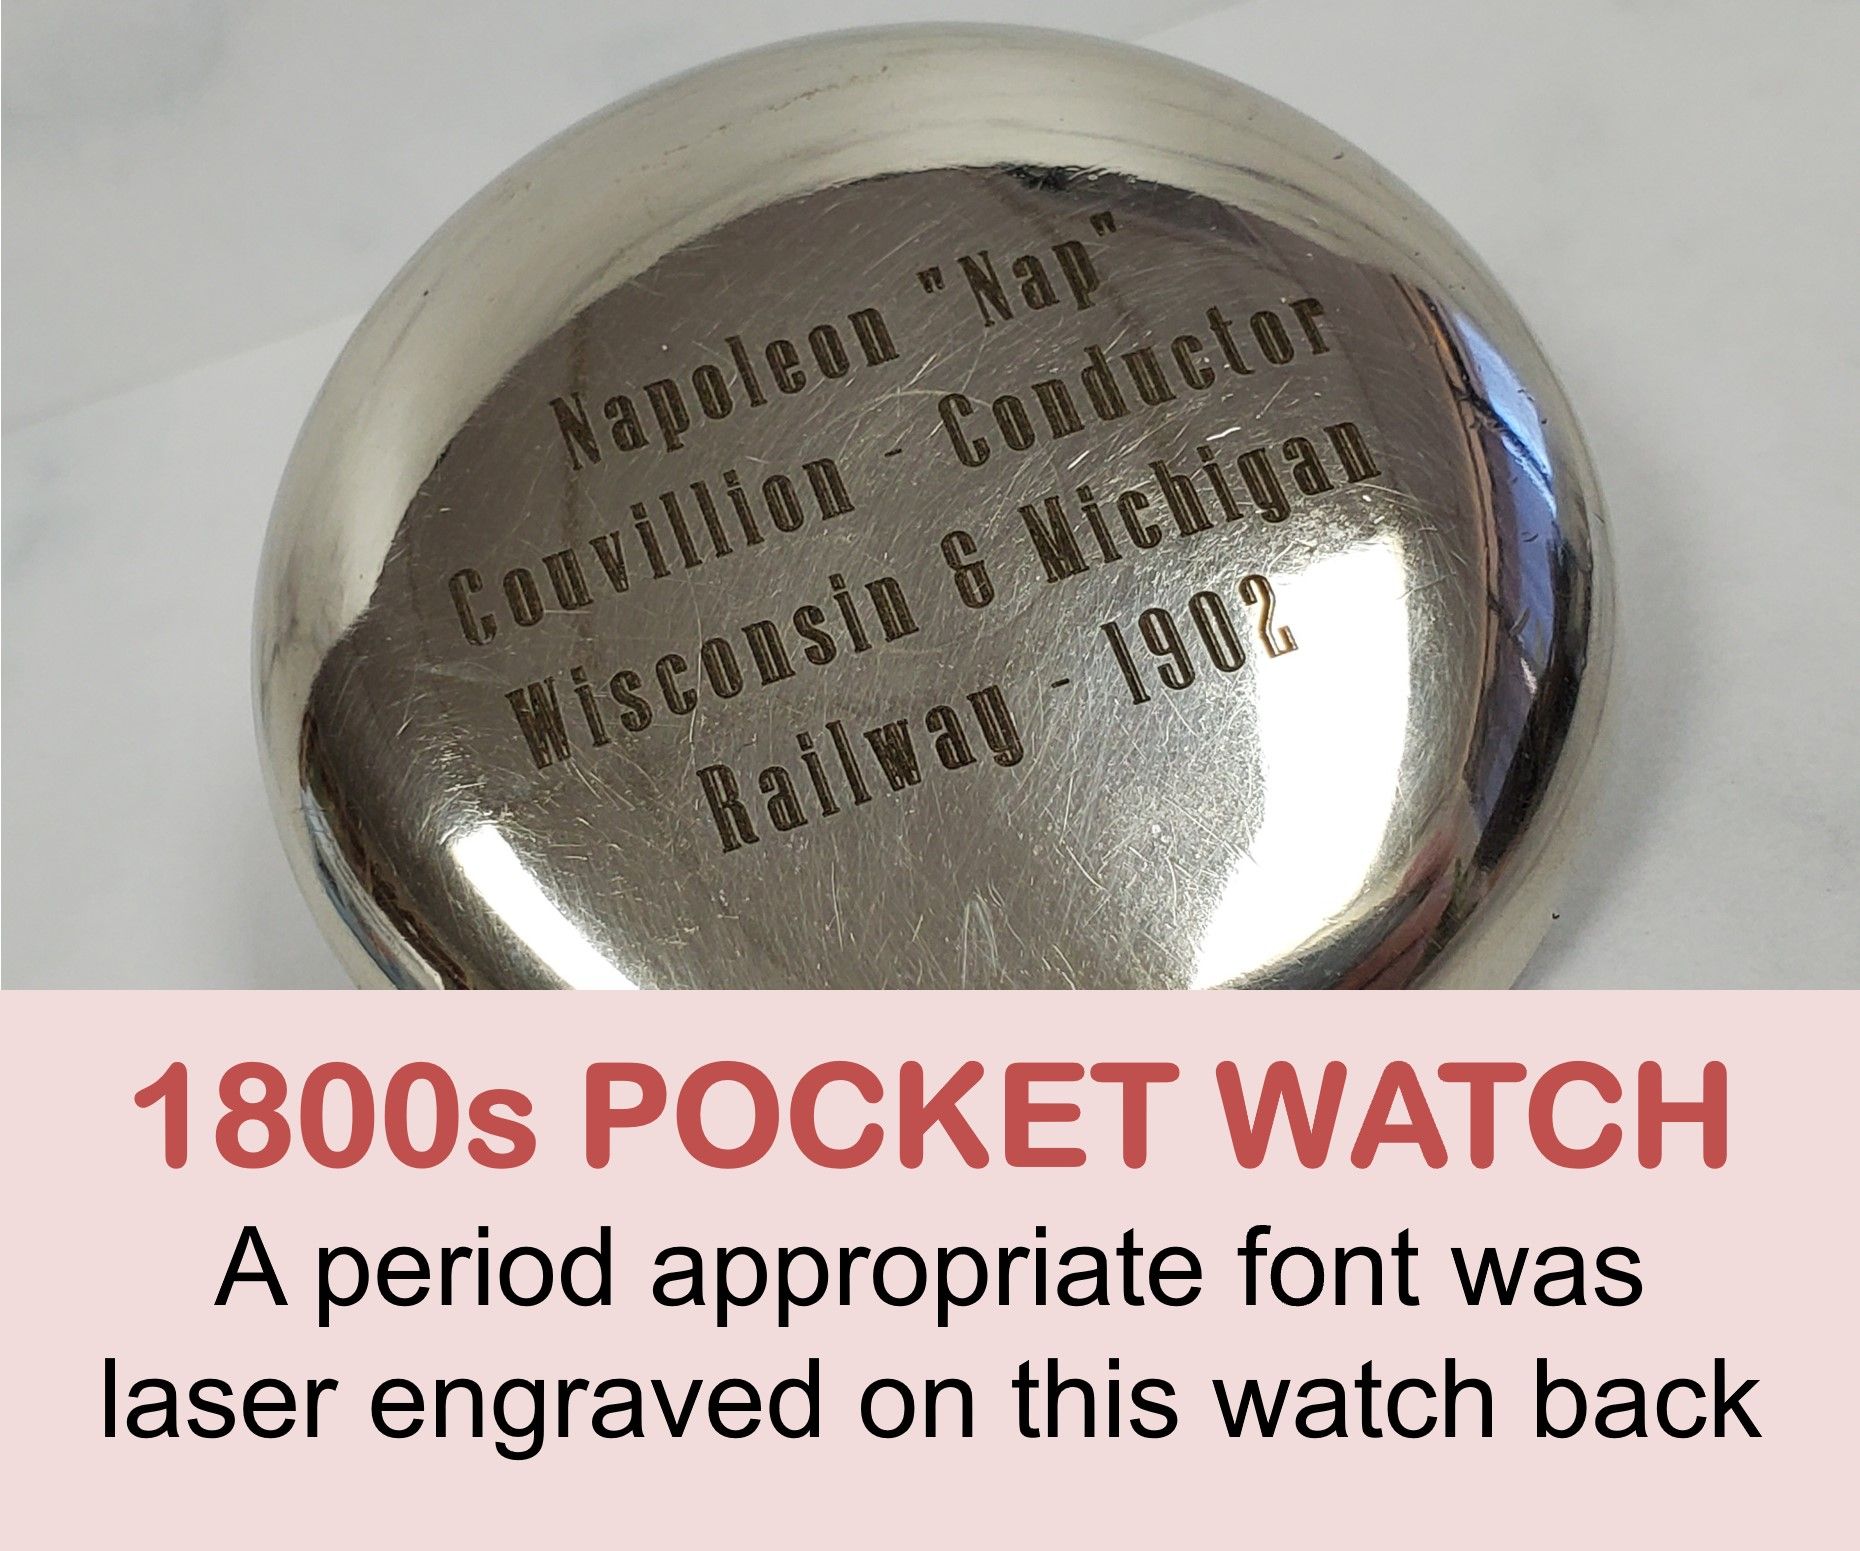 Napoleon "Nap"
Couvillion - Conductor
Wisconsin & Michigan
Railway - 1902
1800s POCKET WATCH
A period appropriate font was
laser engraved on this watch back